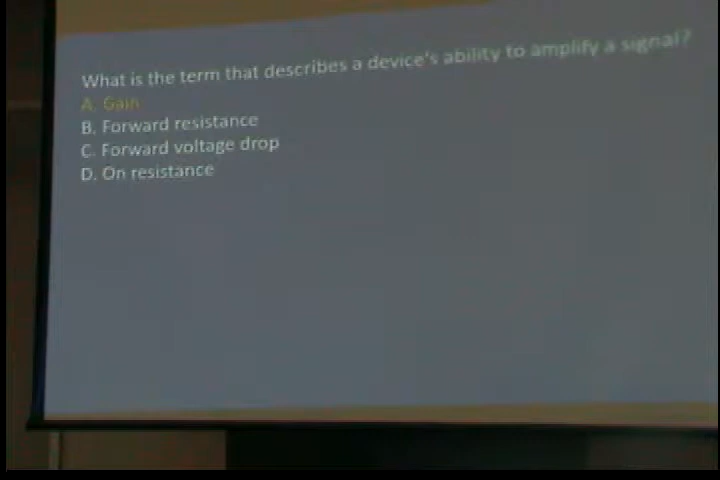 What is the term that describes a device's ability to amplify a signal?
A. Gain
B. Forward resistance
C. Forward voltage drop
D. On resistance